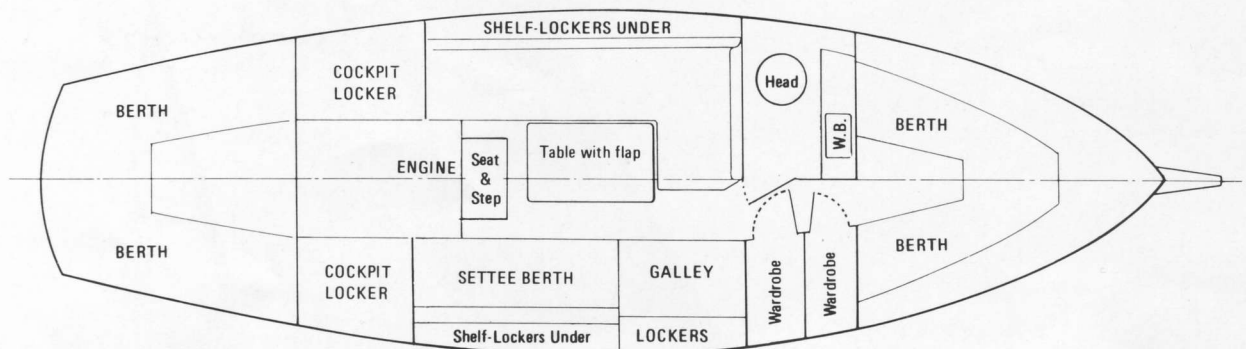 SHELF-LOCKERS UNDER
BERTH
COCKPIT
LOCKER
Head
W.B.
BERTH
ENGINE
Seat
&
Step
Table with flap
BERTH
COCKPIT
LOCKER
SETTEE BERTH
GALLEY
Wardrobe
Wardrobe
BERTH
Shelf-Lockers Under
LOCKERS